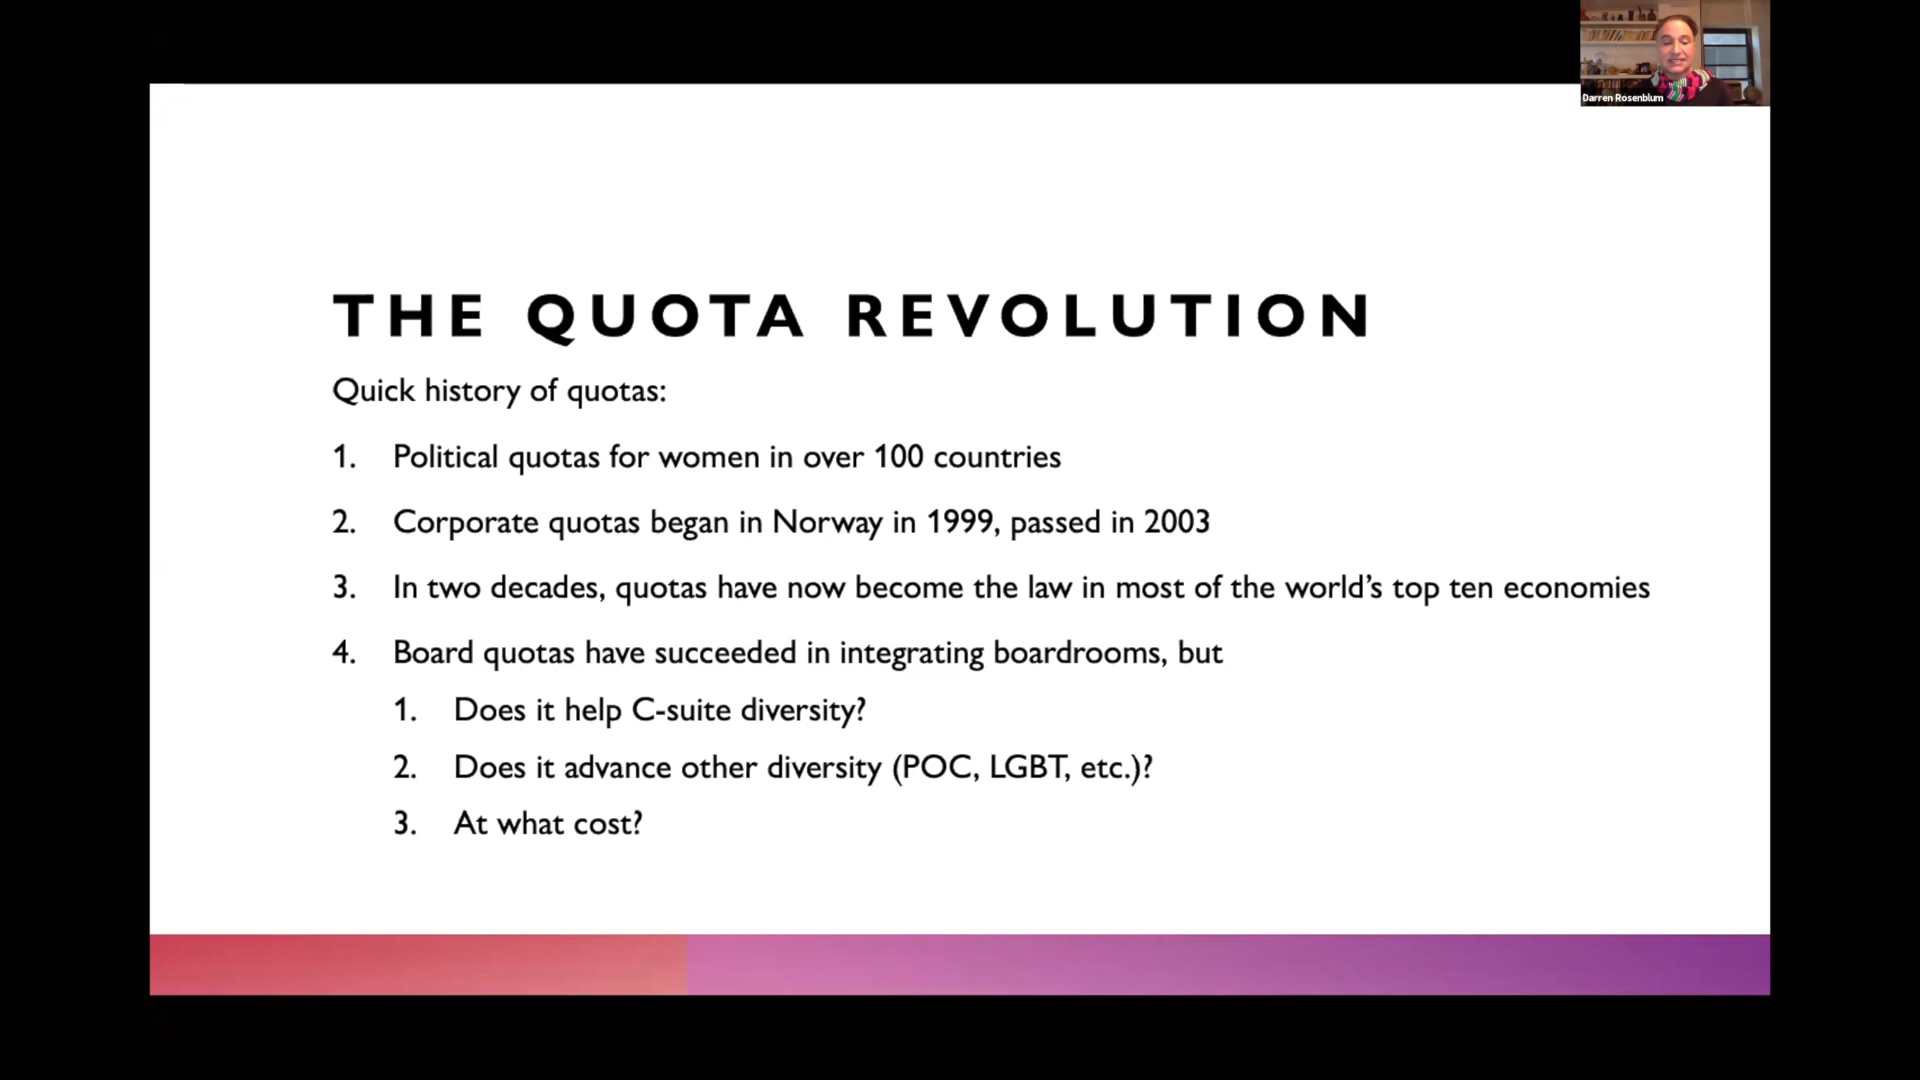 Darren Rosenblum
THE QUOTA REVOLUTION
Quick history of quotas:
1. Political quotas for women in over 100 countries
2. Corporate quotas began in Norway in 1999, passed in 2003
3. In two decades, quotas have now become the law in most of the world’s top ten economies
4. Board quotas have succeeded in integrating boardrooms, but
1. Does it help C-suite diversity?
2. Does it advance other diversity (POC, LGBT, etc.)?
3. At what cost?